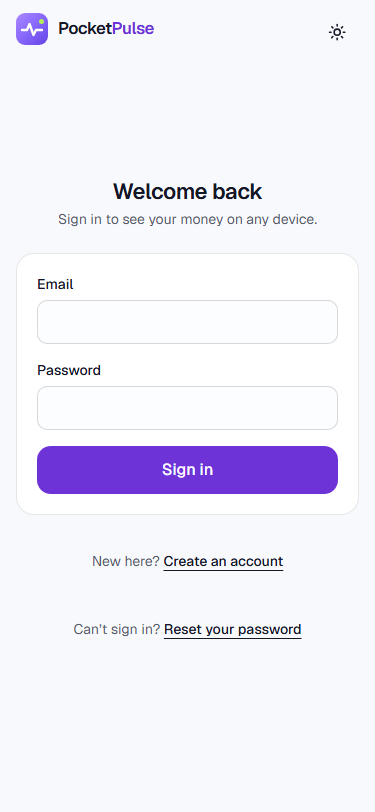 PocketPulse
Welcome back
Sign in to see your money on any device.
Email
Password
Sign in
New here? Create an account
Can't sign in? Reset your password